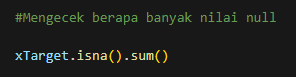 #Mengecek berapa banyak nilai null
xTarget.isna().sum()